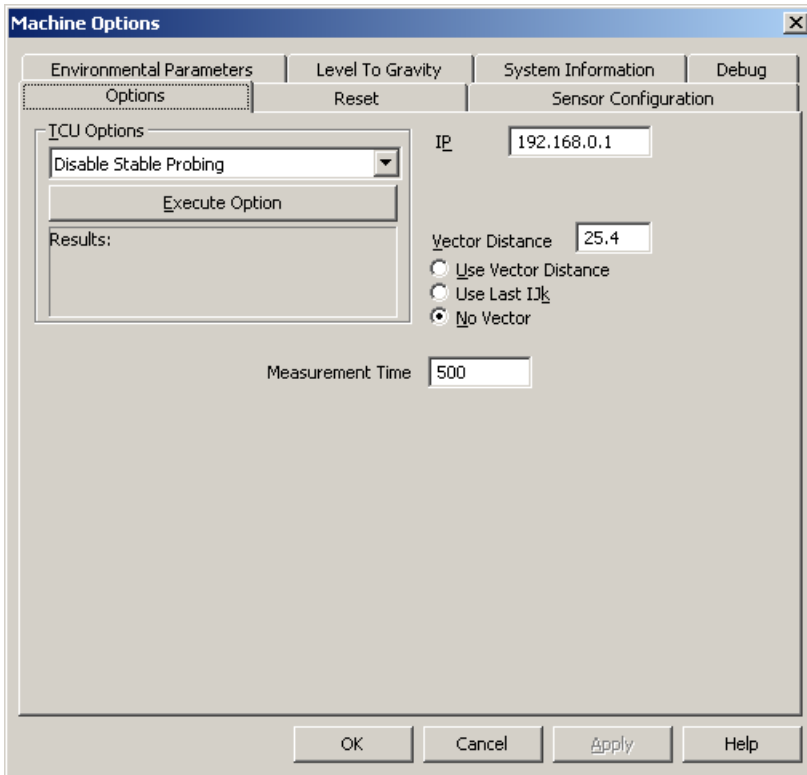 Machine Options
Environmental Parameters Level To Gravity System Information Debug
Options Reset Sensor Configuration
TCU Options
Disable Stable Probing
Execute Option
Results:
IP 192.168.0.1
Vector Distance 25.4
Use Vector Distance
Use Last IJk
No Vector
Measurement Time 500
OK Cancel Apply Help